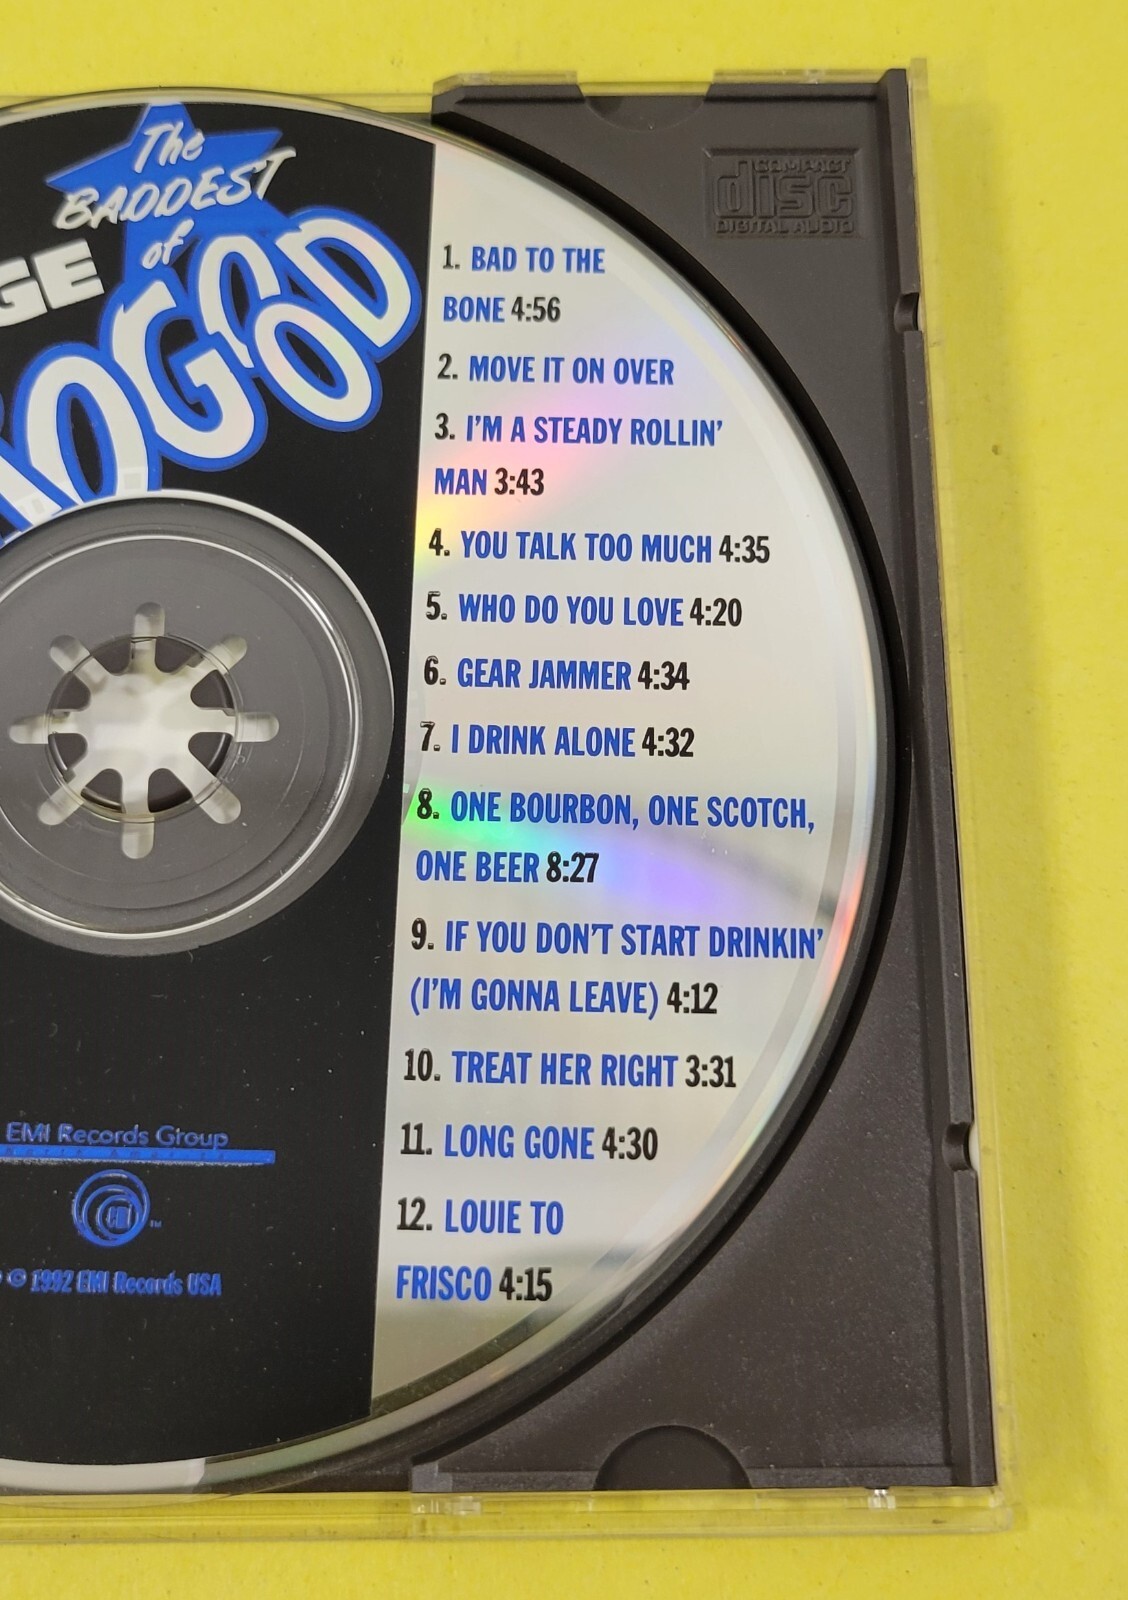 The
BADDEST
of
GE
OGOOD
COMPACT
disc
DIGITAL AUDIO
1. BAD TO THE
BONE 4:56
2. MOVE IT ON OVER
3. I'M A STEADY ROLLIN'
MAN 3:43
4. YOU TALK TOO MUCH 4:35
5. WHO DO YOU LOVE 4:20
6. GEAR JAMMER 4:34
7. I DRINK ALONE 4:32
8. ONE BOURBON, ONE SCOTCH,
ONE BEER 8:27
9. IF YOU DON'T START DRINKIN'
(I'M GONNA LEAVE) 4:12
10. TREAT HER RIGHT 3:31
11. LONG GONE 4:30
12. LOUIE TO
FRISCO 4:15
EMI Records Group
EMI ™
© 1992 EMI Records USA